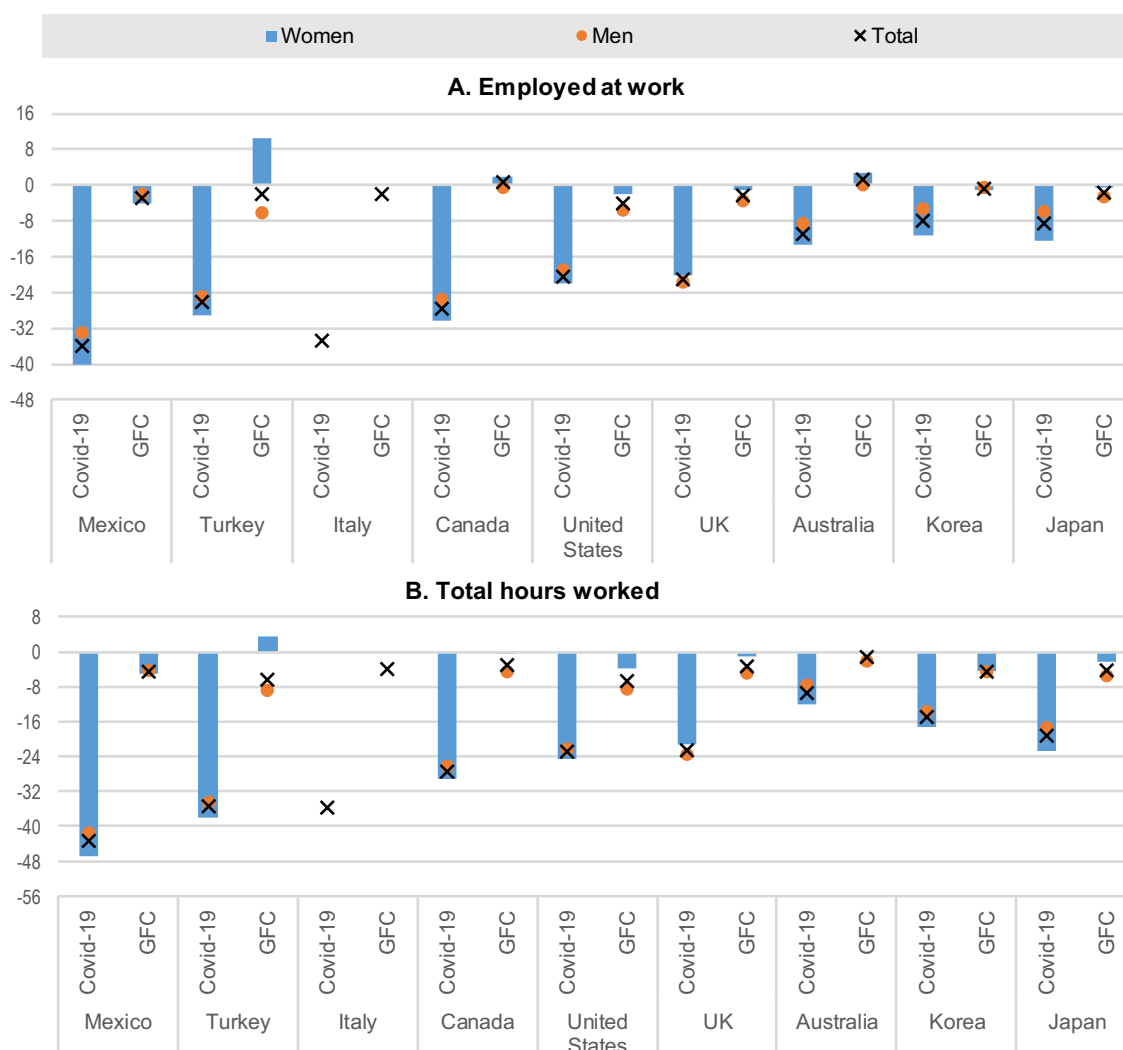 Women Men Total
A. Employed at work
16
8
0
-8
-16
-24
-32
-40
-48
Covid-19 GFC Covid-19 GFC Covid-19 GFC Covid-19 GFC Covid-19 GFC Covid-19 GFC Covid-19 GFC Covid-19 GFC Covid-19 GFC
Mexico Turkey Italy Canada United UK Australia Korea Japan
States
B. Total hours worked
8
0
-8
-16
-24
-32
-40
-48
-56
Covid-19 GFC Covid-19 GFC Covid-19 GFC Covid-19 GFC Covid-19 GFC Covid-19 GFC Covid-19 GFC Covid-19 GFC Covid-19 GFC
Mexico Turkey Italy Canada United UK Australia Korea Japan
States